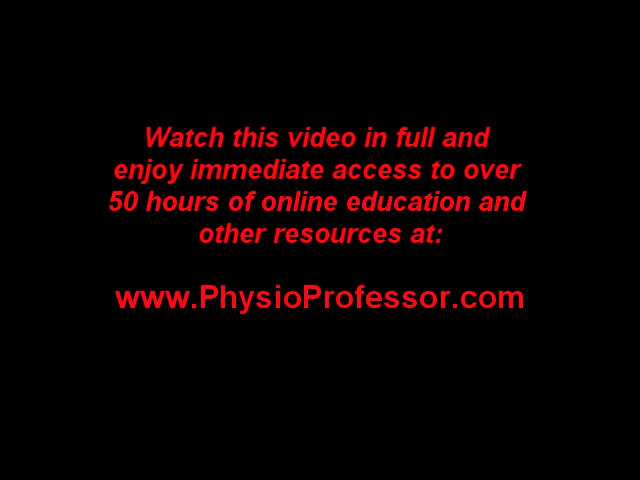 Watch this video in full and
enjoy immediate access to over
50 hours of online education and
other resources at:
www.PhysioProfessor.com